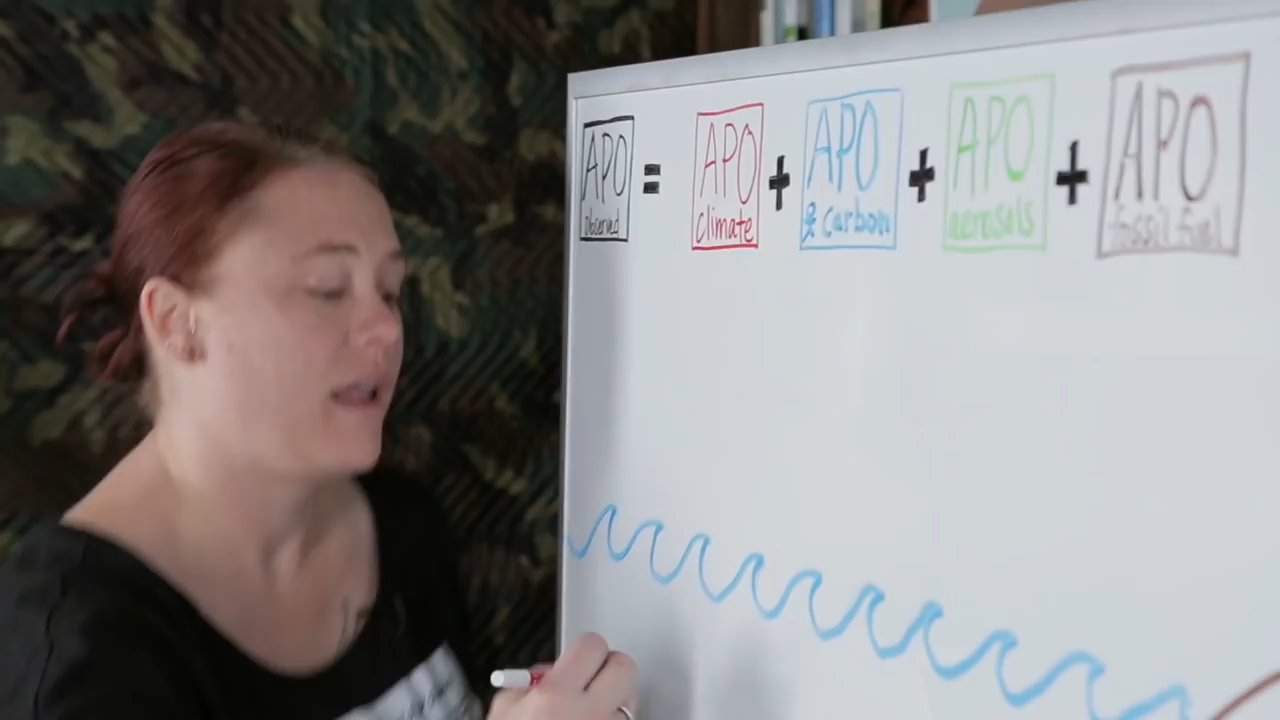 APO = APO + APO + APO + APO
Observed climate carbon aerosols fossil fuel